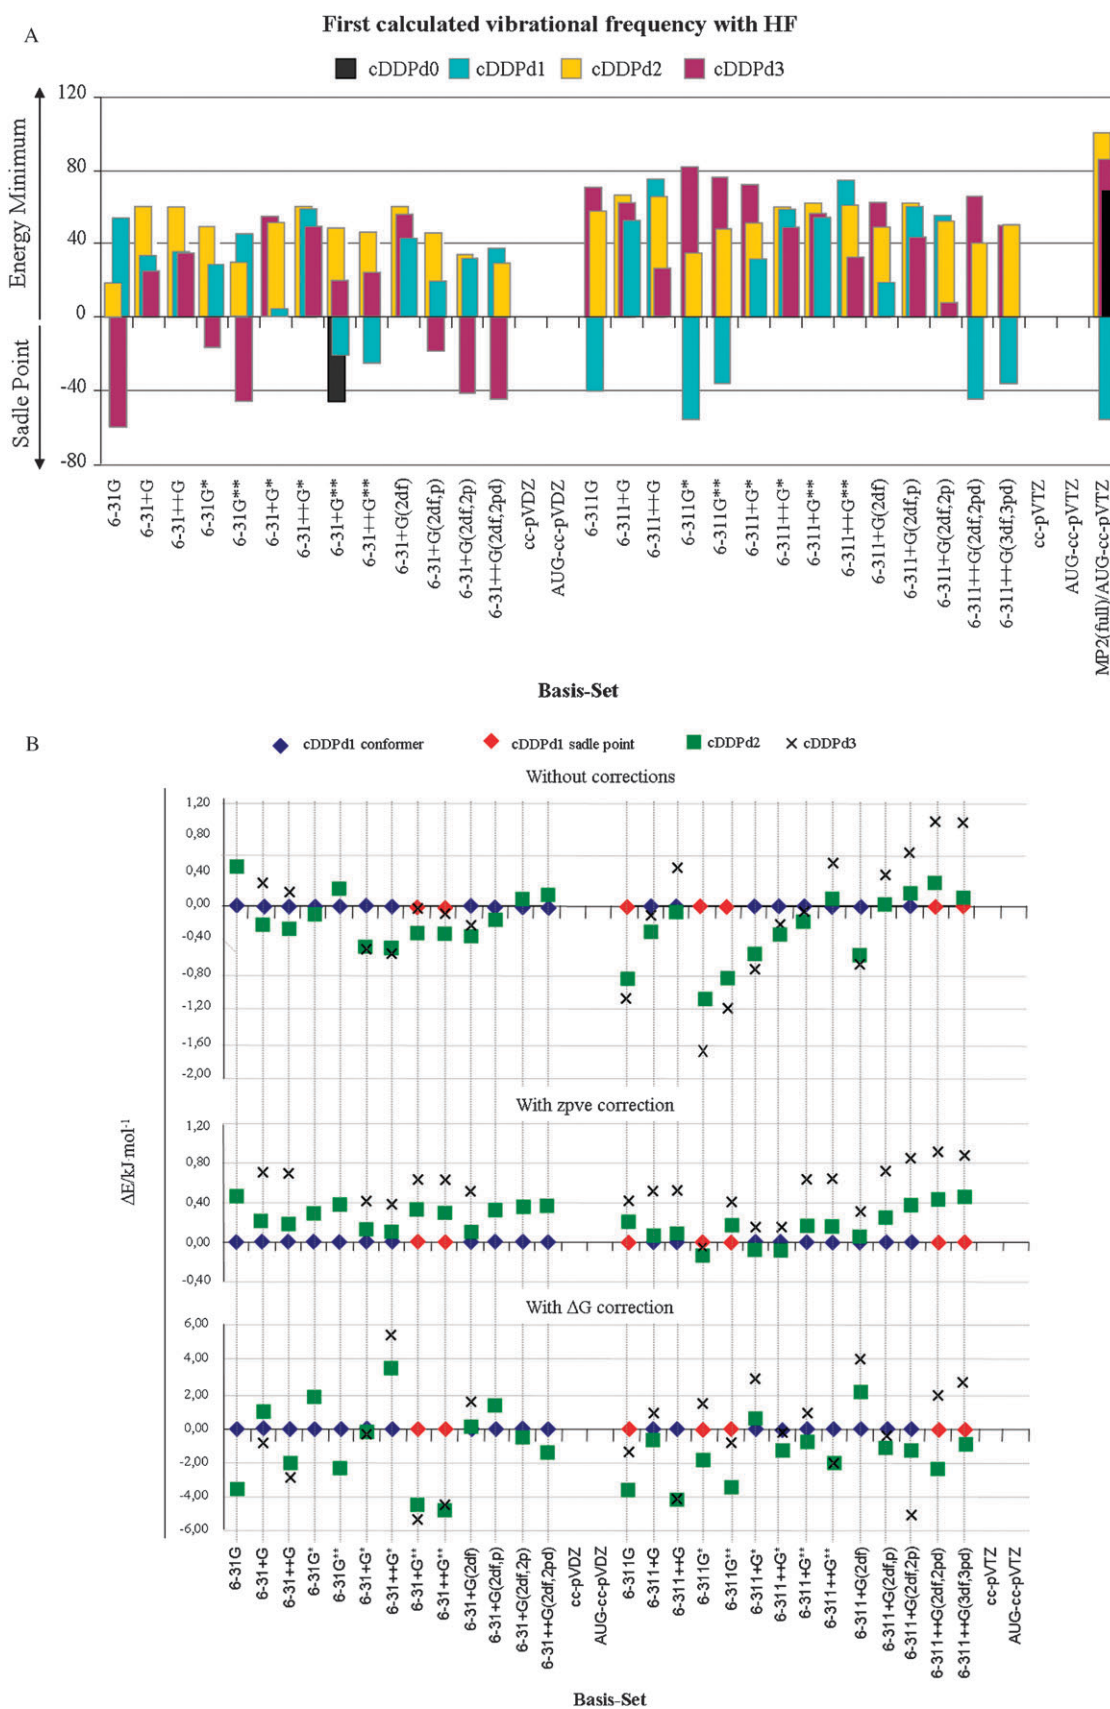 A
First calculated vibrational frequency with HF
cDDPd0 cDDPd1 cDDPd2 cDDPd3
Energy Minimum
Sadle Point
120
80
40
0
-40
-80
6-31G
6-31+G
6-31++G
6-31G*
6-31G**
6-31+G*
6-31++G*
6-31+G**
6-31++G**
6-31+G(2df)
6-31+G(2df,p)
6-31+G(2df,2p)
6-31++G(2df,2pd)
cc-pVDZ
AUG-cc-pVDZ
6-311G
6-311+G
6-311++G
6-311G*
6-311G**
6-311+G*
6-311++G*
6-311+G**
6-311++G**
6-311+G(2df)
6-311+G(2df,p)
6-311+G(2df,2p)
6-311++G(2df,2pd)
6-311++G(3df,3pd)
cc-pVTZ
AUG-cc-pVTZ
MP2(full)/AUG-cc-pVTZ
Basis-Set
B
cDDPd1 conformer cDDPd1 sadle point cDDPd2 cDDPd3
Without corrections
1,20
0,80
0,40
0,00
-0,40
-0,80
-1,20
-1,60
-2,00
With zpve correction
ΔE/kJ·mol-1
1,20
0,80
0,40
0,00
-0,40
With ΔG correction
6,00
4,00
2,00
0,00
-2,00
-4,00
-6,00
6-31G
6-31+G
6-31++G
6-31G*
6-31G**
6-31+G*
6-31++G*
6-31+G**
6-31++G**
6-31+G(2df)
6-31+G(2df,p)
6-31+G(2df,2p)
6-31++G(2df,2pd)
cc-pVDZ
AUG-cc-pVDZ
6-311G
6-311+G
6-311++G
6-311G*
6-311G**
6-311+G*
6-311++G*
6-311+G**
6-311++G**
6-311+G(2df)
6-311+G(2df,p)
6-311+G(2df,2p)
6-311++G(2df,2pd)
6-311++G(3df,3pd)
cc-pVTZ
AUG-cc-pVTZ
Basis-Set